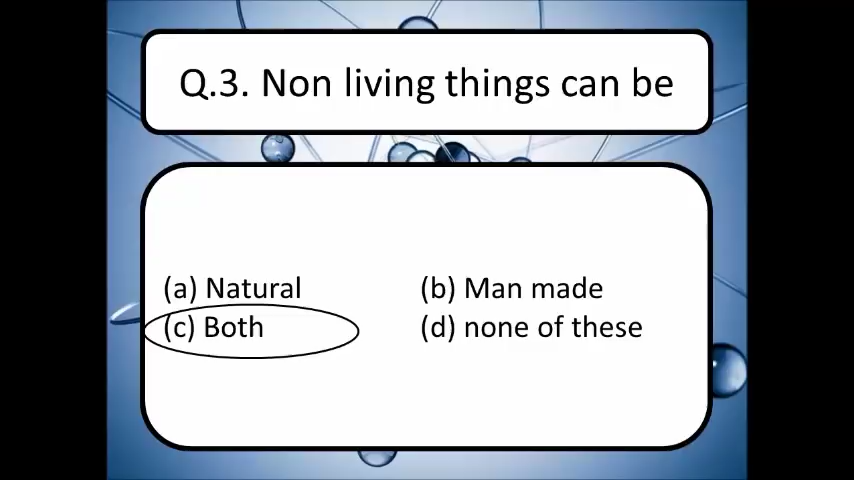 Q.3. Non living things can be
(a) Natural (b) Man made
(c) Both (d) none of these